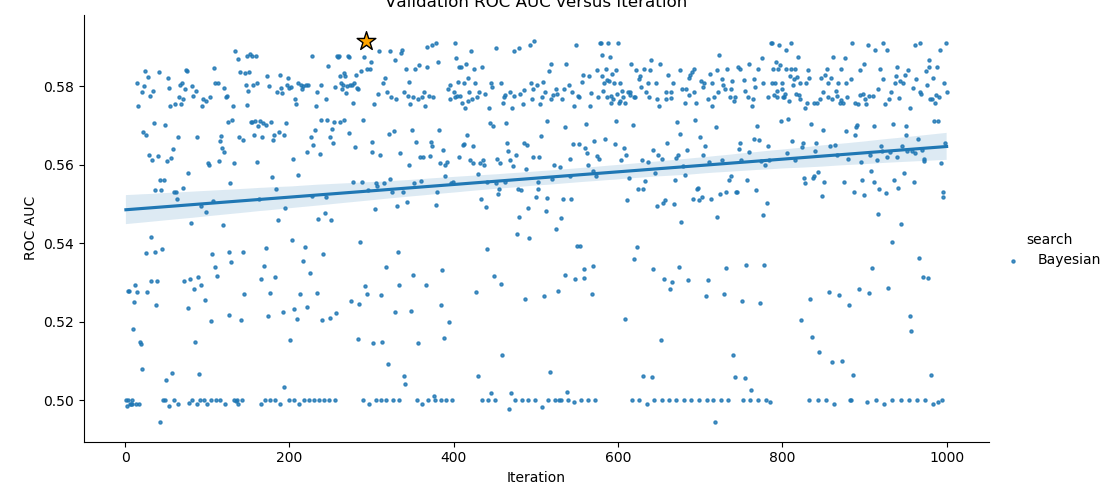 Validation ROC AUC versus Iteration
0.58
0.56
0.54
0.52
0.50
ROC AUC
0
200
400
600
800
1000
Iteration
search
Bayesian